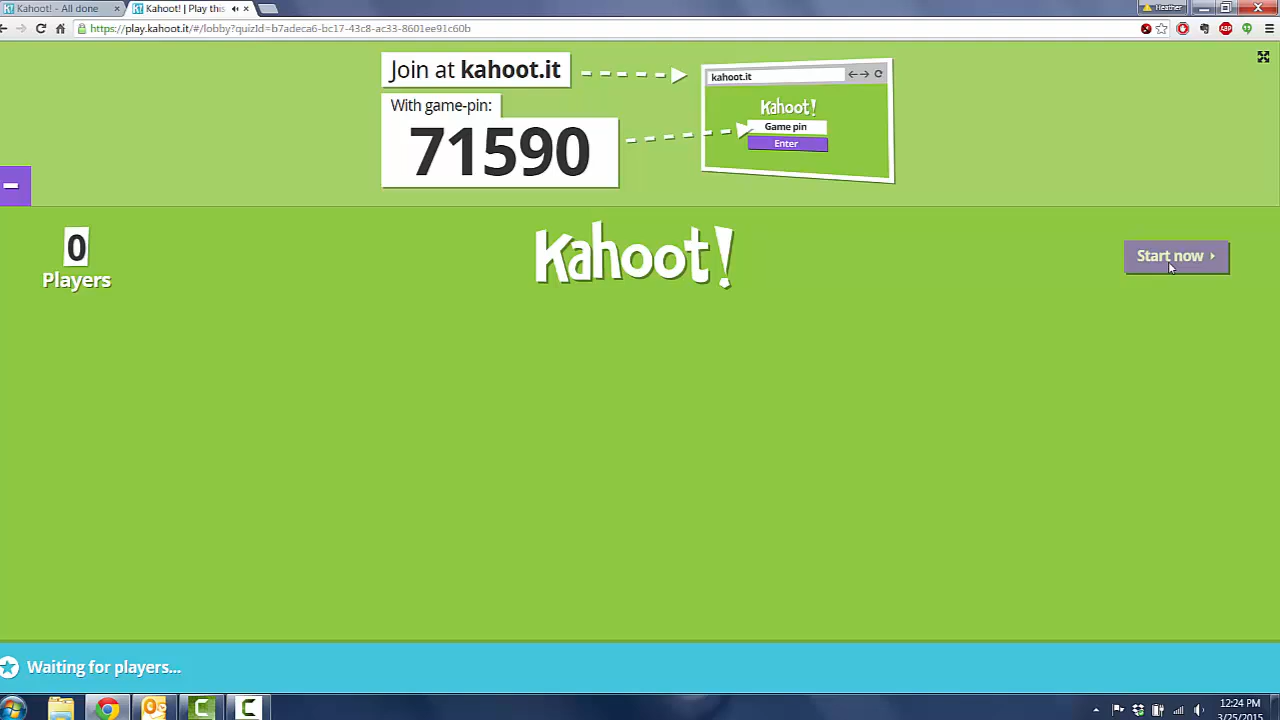 Kahoot! - All done
Kahoot! | Play this
Heather
https://play.kahoot.it/#/lobby?quizId=b7adeca6-bc17-43c8-ac33-8601ee91c60b
ABP
Join at kahoot.it
With game-pin:
71590
kahoot.it
Kahoot!
Game pin
Enter
0
Players
Kahoot!
Start now
Waiting for players...
12:24 PM
3/25/2015